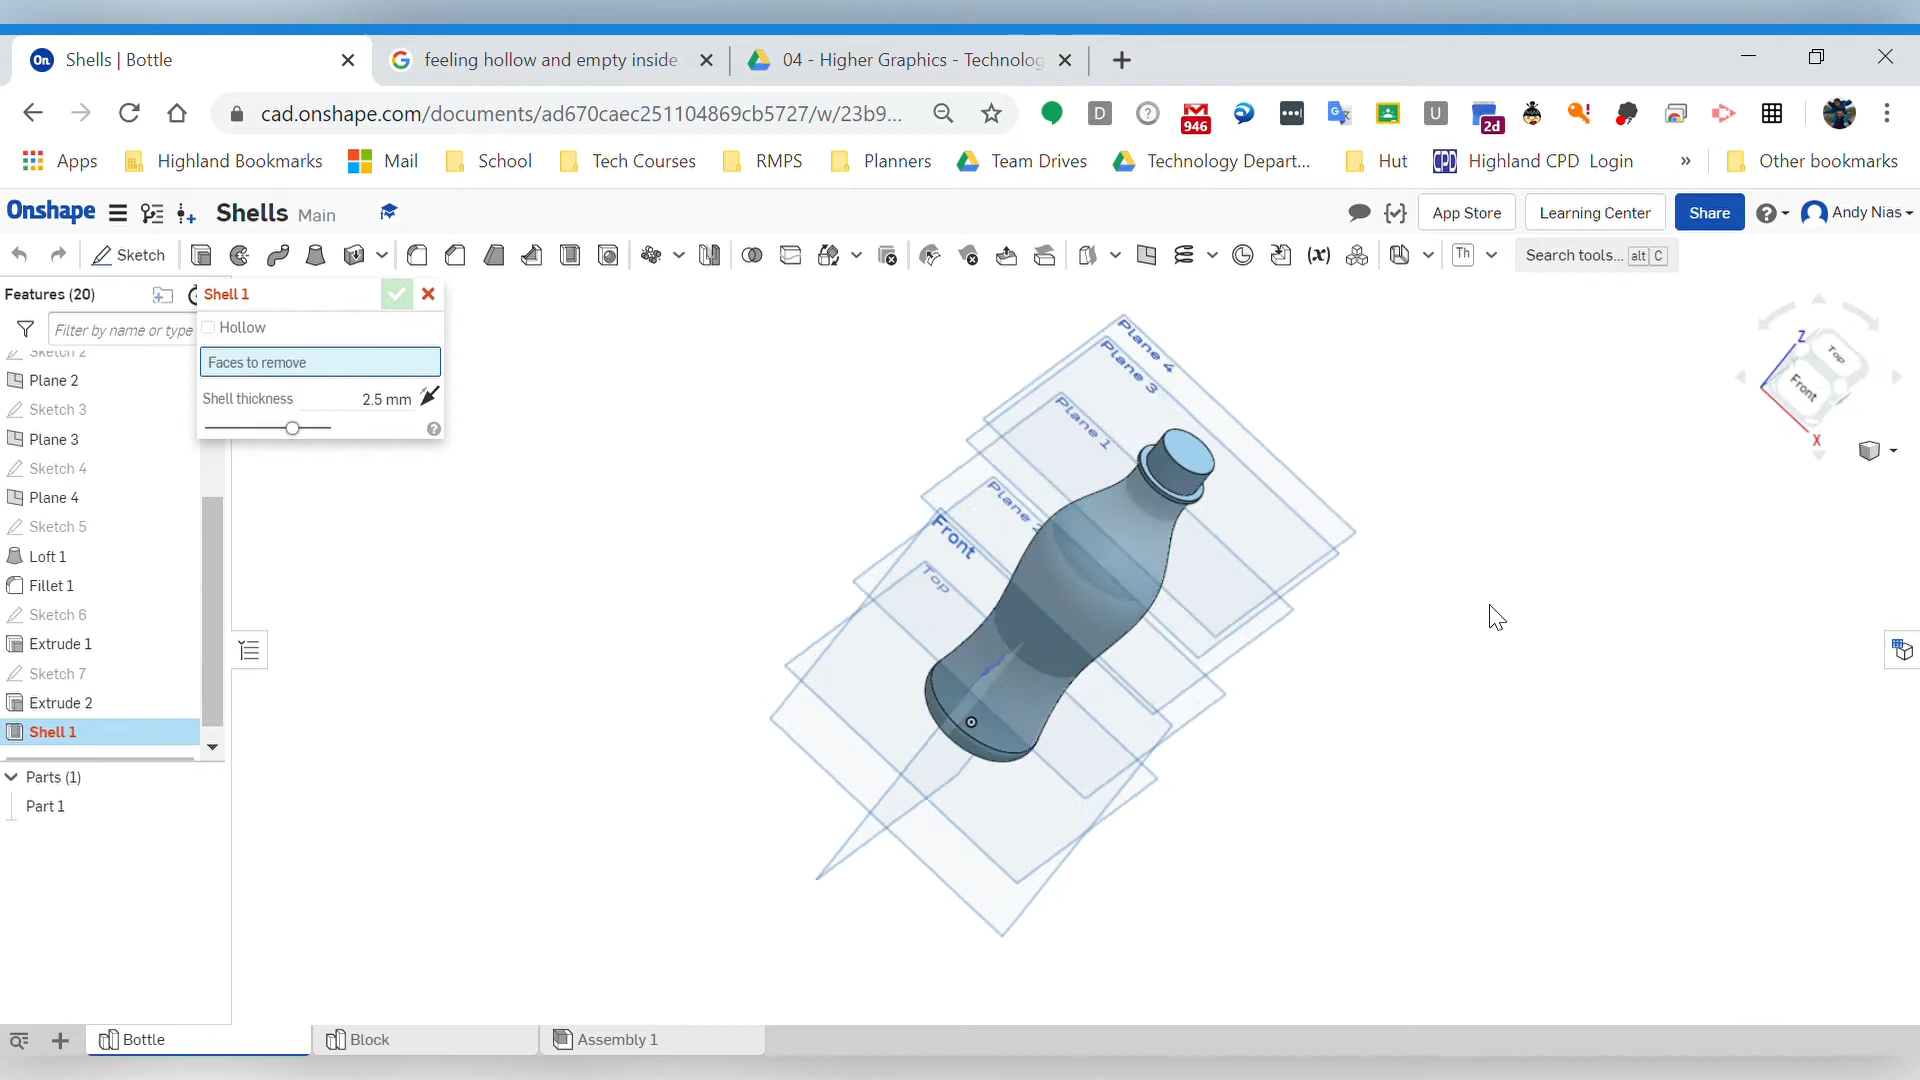 On Shells | Bottle
feeling hollow and empty inside -
04 - Higher Graphics - Technolog
cad.onshape.com/documents/ad670caec251104869cb5727/w/23b9...
D
?
946
U
2d
Apps
Highland Bookmarks
Mail
School
Tech Courses
RMPS
Planners
Team Drives
Technology Depart...
Hut
CPD Highland CPD Login
»
Other bookmarks
Onshape
Shells Main
App Store
Learning Center
Share
Andy Nias
Sketch
(x)
Th
Search tools... alt C
Features (20)
Filter by name or type
Sketch 2
Plane 2
Sketch 3
Plane 3
Sketch 4
Plane 4
Sketch 5
Loft 1
Fillet 1
Sketch 6
Extrude 1
Sketch 7
Extrude 2
Shell 1
Parts (1)
Part 1
Shell 1
Hollow
Faces to remove
Shell thickness 2.5 mm
Plane 4
Plane 3
Plane 1
Plane 2
Front
Top
Z
Top
Front
X
Bottle
Block
Assembly 1